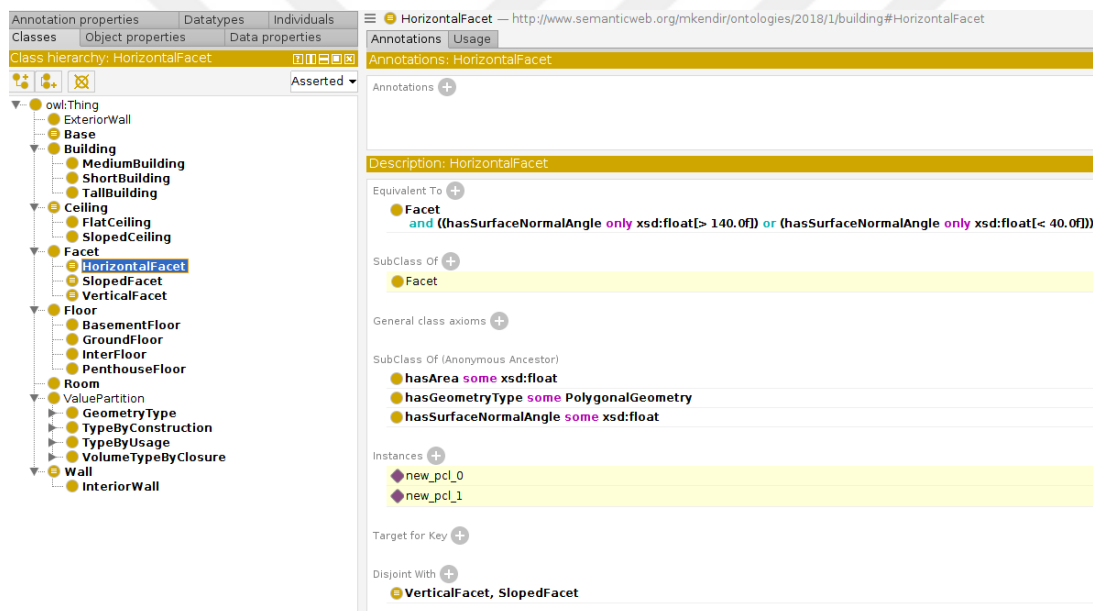 Annotation properties Datatypes Individuals
Classes Object properties Data properties
Class hierarchy: HorizontalFacet
Asserted
owl:Thing
ExteriorWall
Base
Building
MediumBuilding
ShortBuilding
TallBuilding
Ceiling
FlatCeiling
SlopedCeiling
Facet
HorizontalFacet
SlopedFacet
VerticalFacet
Floor
BasementFloor
GroundFloor
InterFloor
PenthouseFloor
Room
ValuePartition
GeometryType
TypeByConstruction
TypeByUsage
VolumeTypeByClosure
Wall
InteriorWall
HorizontalFacet — http://www.semanticweb.org/mkendir/ontologies/2018/1/building#HorizontalFacet
Annotations Usage
Annotations: HorizontalFacet
Annotations
Description: HorizontalFacet
Equivalent To
Facet
and ((hasSurfaceNormalAngle only xsd:float[> 140.0f]) or (hasSurfaceNormalAngle only xsd:float[< 40.0f]))
SubClass Of
Facet
General class axioms
SubClass Of (Anonymous Ancestor)
hasArea some xsd:float
hasGeometryType some PolygonalGeometry
hasSurfaceNormalAngle some xsd:float
Instances
new_pcl_0
new_pcl_1
Target for Key
Disjoint With
VerticalFacet, SlopedFacet